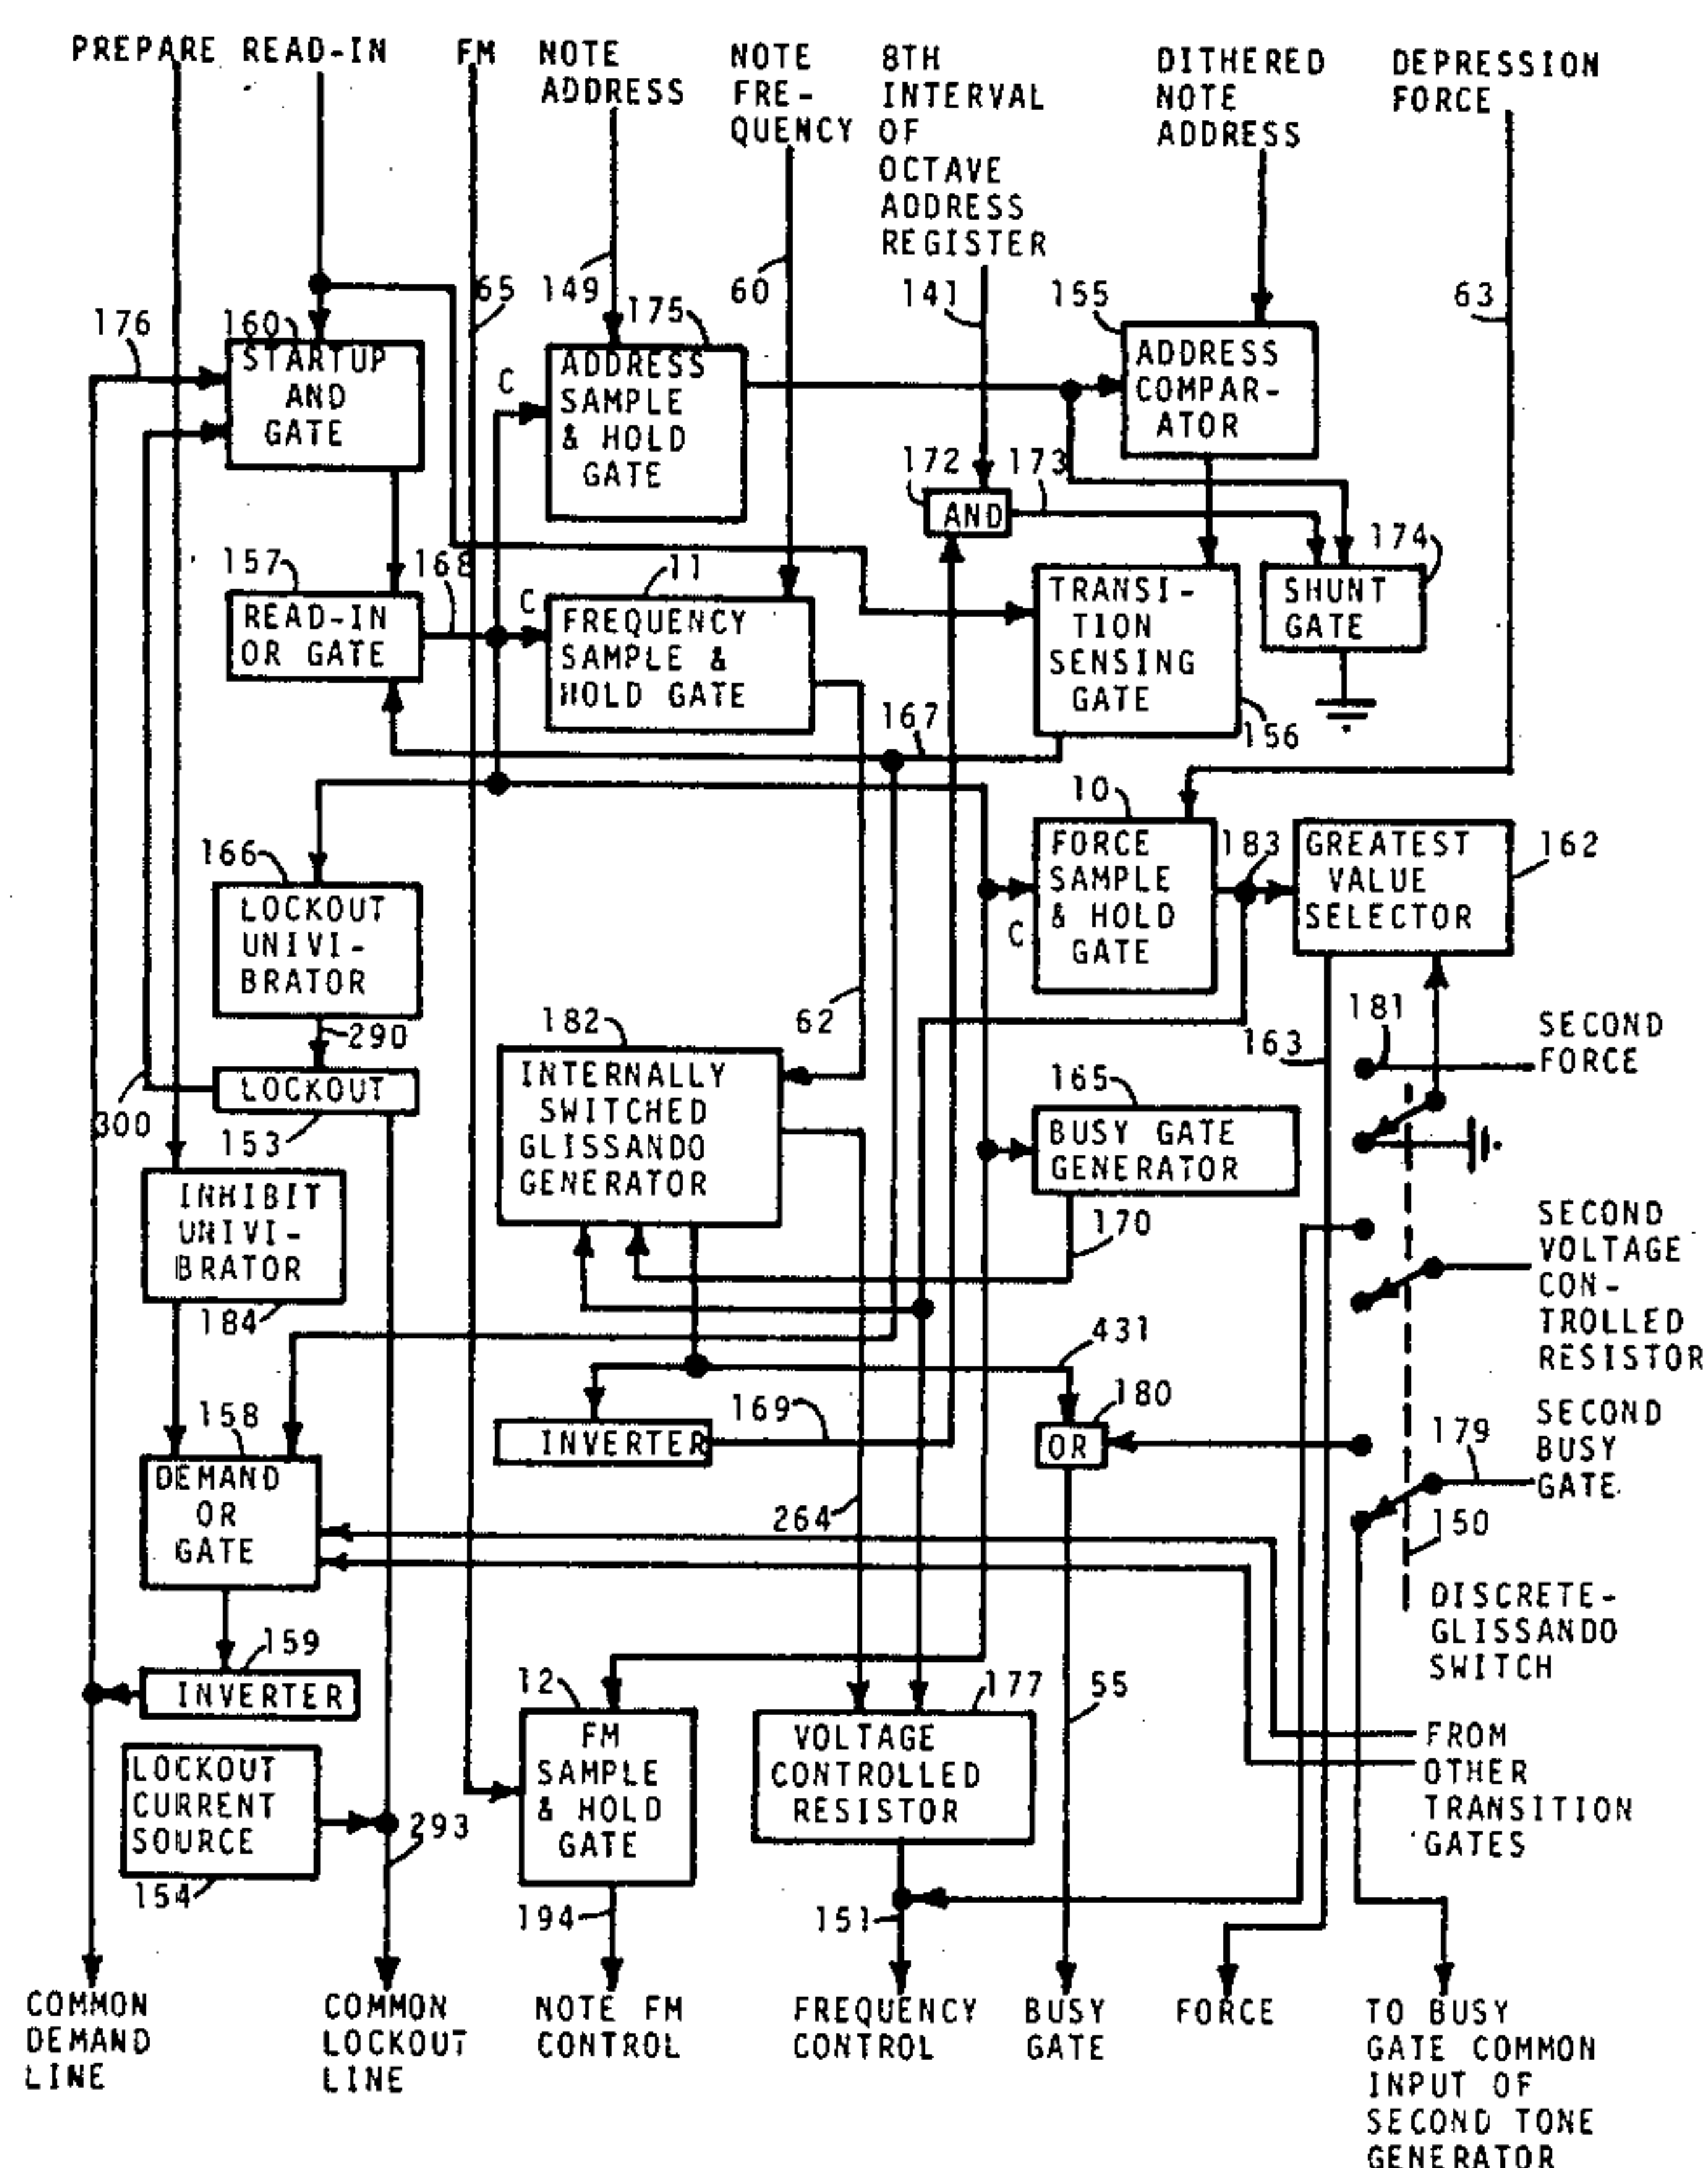 PREPARE READ-IN
FM
NOTE
ADDRESS
NOTE
FRE-
QUENCY
8TH
INTERVAL
OF
OCTAVE
ADDRESS
REGISTER
DITHERED
NOTE
ADDRESS
DEPRESSION
FORCE
176
160
65
149
175
60
141
155
63
STARTUP
AND
GATE
C
ADDRESS
SAMPLE
& HOLD
GATE
ADDRESS
COMPAR-
ATOR
172
173
AND
174
157
168
C
11
READ-IN
OR GATE
FREQUENCY
SAMPLE &
HOLD GATE
TRANSI-
TION
SENSING
GATE
SHUNT
GATE
167
156
10
166
LOCKOUT
UNIVI-
BRATOR
FORCE
SAMPLE
& HOLD
GATE
C
183
GREATEST
VALUE
SELECTOR
162
290
182
62
163
181
SECOND
FORCE
LOCKOUT
300
153
INTERNALLY
SWITCHED
GLISSANDO
GENERATOR
165
BUSY GATE
GENERATOR
INHIBIT
UNIVI-
BRATOR
184
170
SECOND
VOLTAGE
CON-
TROLLED
RESISTOR
431
158
169
180
INVERTER
OR
179
SECOND
BUSY
GATE
DEMAND
OR
GATE
264
150
DISCRETE-
GLISSANDO
SWITCH
159
INVERTER
12
177
55
FM
SAMPLE
& HOLD
GATE
VOLTAGE
CONTROLLED
RESISTOR
FROM
OTHER
TRANSITION
GATES
LOCKOUT
CURRENT
SOURCE
293
154
194
151
COMMON
DEMAND
LINE
COMMON
LOCKOUT
LINE
NOTE FM
CONTROL
FREQUENCY
CONTROL
BUSY
GATE
FORCE
TO BUSY
GATE COMMON
INPUT OF
SECOND TONE
GENERATOR